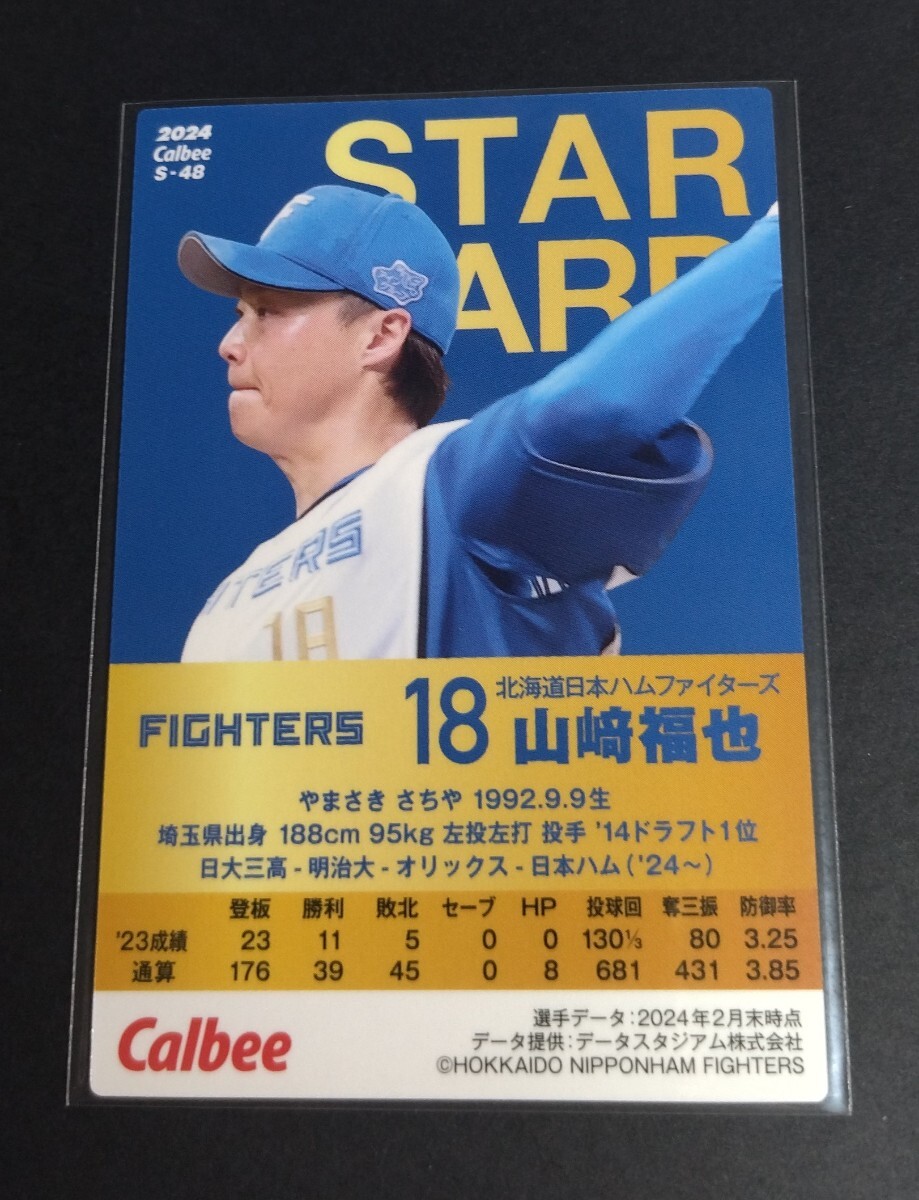 2024
Calbee
S-48
STAR
ARD
F
FIGHTERS
18
FIGHTERS
18
北海道日本ハムファイターズ
山﨑福也
やまさき さちや 1992.9.9生
埼玉県出身 188cm 95kg 左投左打 投手 '14ドラフト1位
日大三高-明治大-オリックス-日本ハム('24～)
登板 勝利 敗北 セーブ HP 投球回 奪三振 防御率
'23成績 23 11 5 0 0 130⅓ 80 3.25
通算 176 39 45 0 8 681 431 3.85
Calbee
選手データ:2024年2月末時点
データ提供:データスタジアム株式会社
©HOKKAIDO NIPPONHAM FIGHTERS